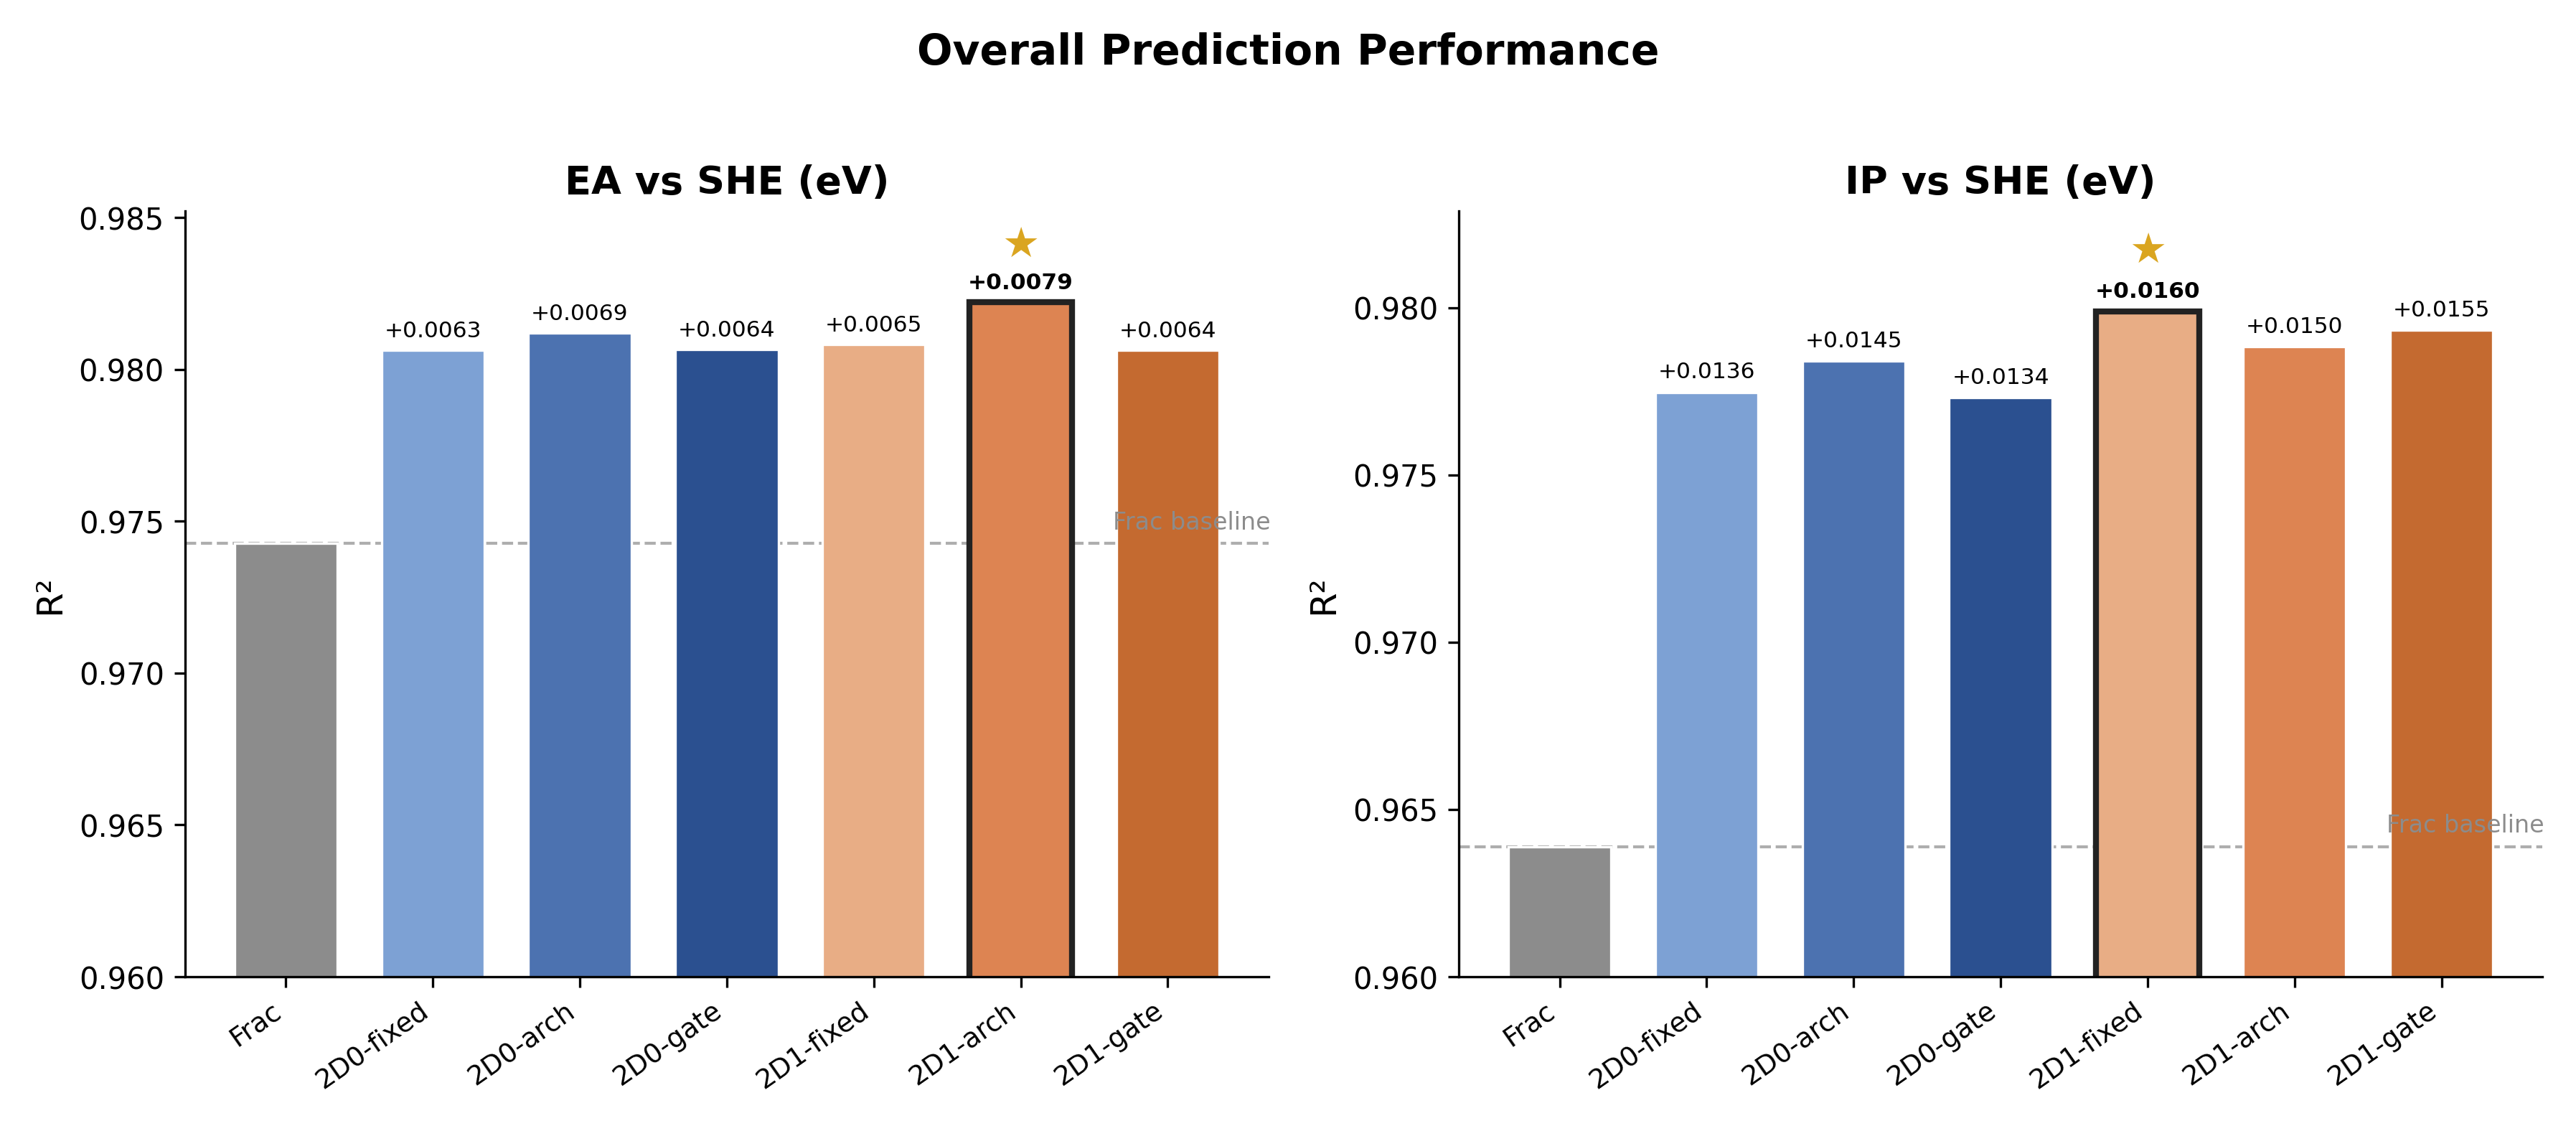 Overall Prediction Performance
EA vs SHE (eV)
R²
0.985
0.980
0.975
0.970
0.965
0.960
+0.0063
+0.0069
+0.0064
+0.0065
+0.0079
+0.0064
Frac baseline
Frac
2D0-fixed
2D0-arch
2D0-gate
2D1-fixed
2D1-arch
2D1-gate
IP vs SHE (eV)
R²
0.980
0.975
0.970
0.965
0.960
+0.0136
+0.0145
+0.0134
+0.0160
+0.0150
+0.0155
Frac baseline
Frac
2D0-fixed
2D0-arch
2D0-gate
2D1-fixed
2D1-arch
2D1-gate